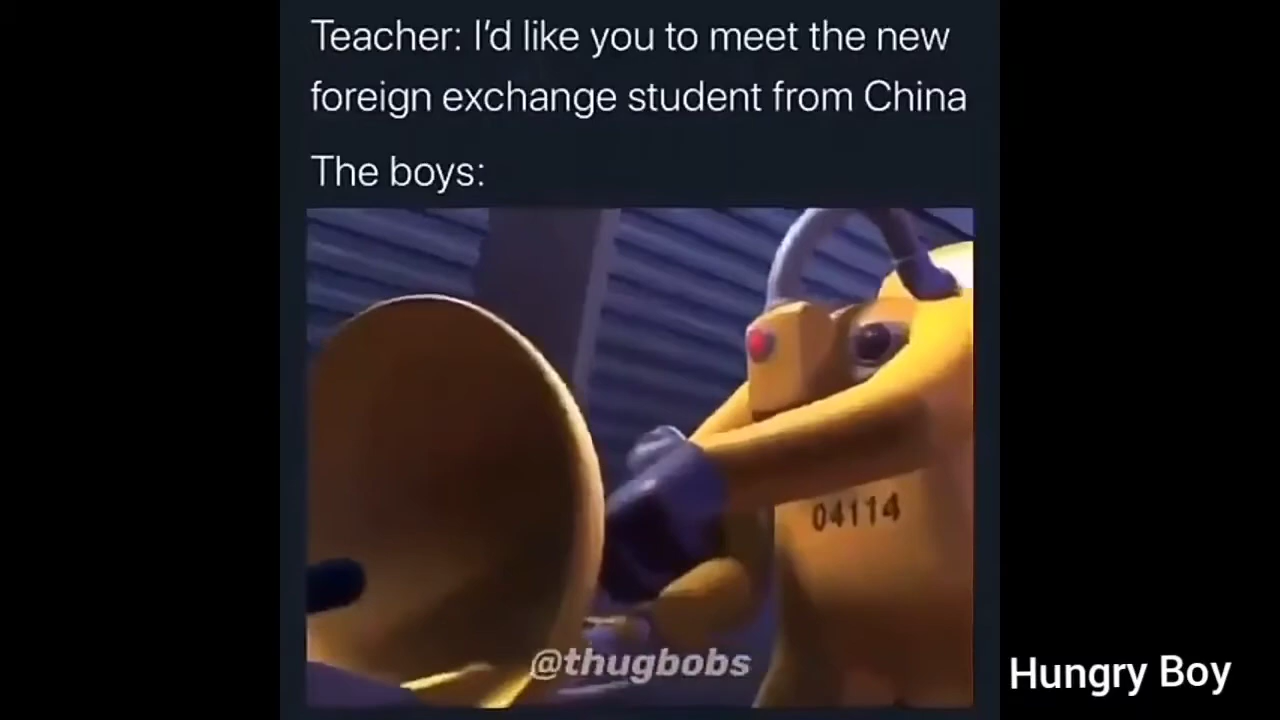 Teacher: I'd like you to meet the new
foreign exchange student from China
The boys:
04114
@thugbobs
Hungry Boy